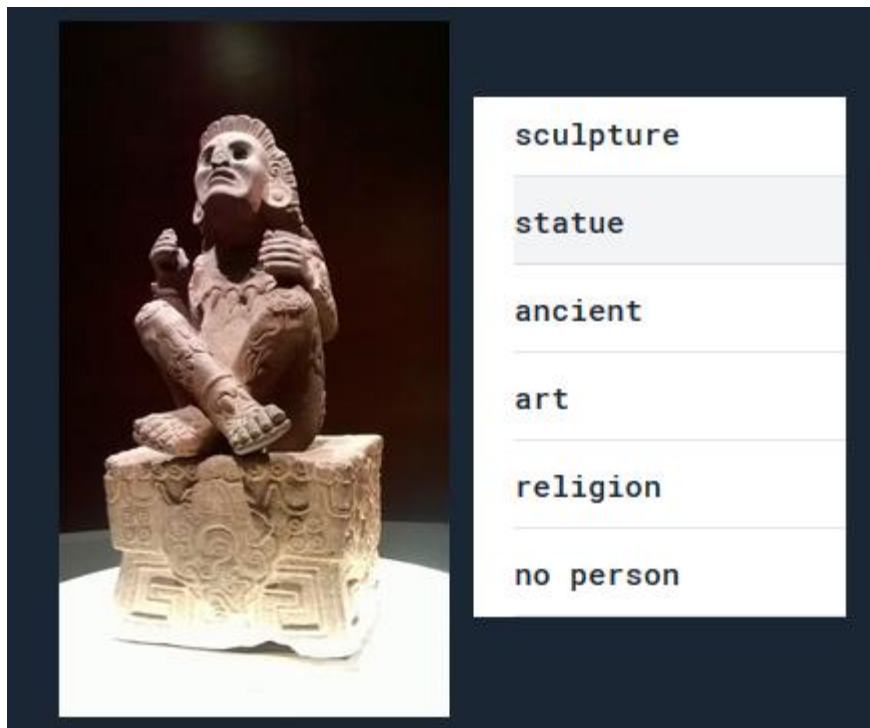 sculpture
statue
ancient
art
religion
no person